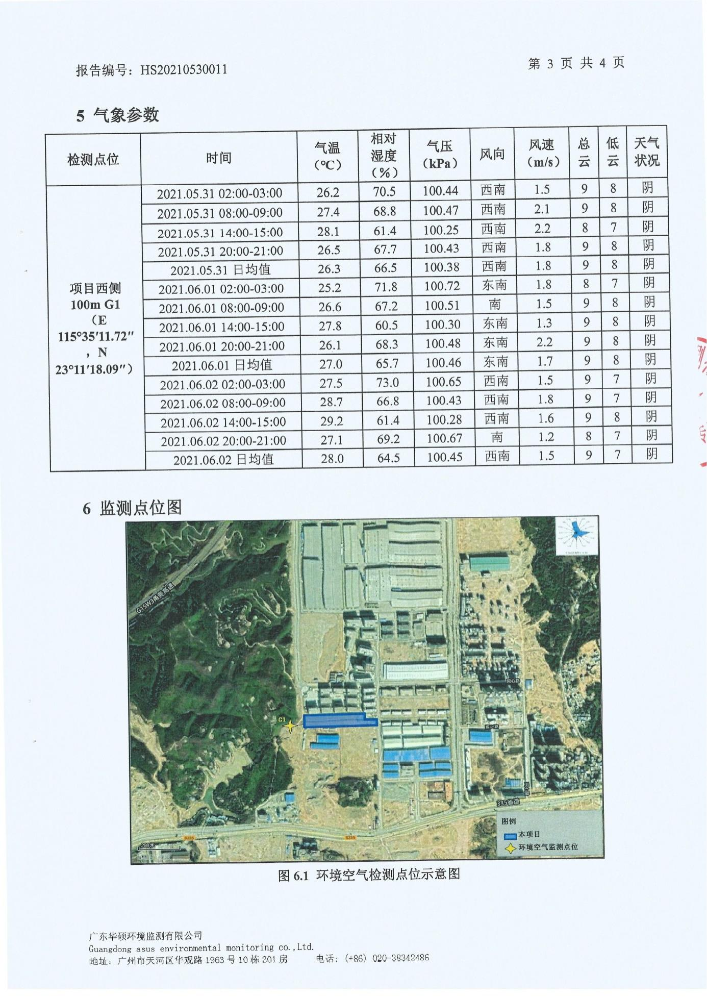 报告编号：HS20210530011
第 3 页 共 4 页
5 气象参数
检测点位 时间 气温（℃） 相对湿度（%） 气压（kPa） 风向 风速（m/s） 总云 低云 天气状况
项目西侧
100m G1
（E
115°35′11.72″
，N
23°11′18.09″）
2021.05.31 02:00-03:00 26.2 70.5 100.44 西南 1.5 9 8 阴
2021.05.31 08:00-09:00 27.4 68.8 100.47 西南 2.1 9 8 阴
2021.05.31 14:00-15:00 28.1 61.4 100.25 西南 2.2 8 7 阴
2021.05.31 20:00-21:00 26.5 67.7 100.43 西南 1.8 9 8 阴
2021.05.31 日均值 26.3 66.5 100.38 西南 1.8 9 8 阴
2021.06.01 02:00-03:00 25.2 71.8 100.72 东南 1.8 8 7 阴
2021.06.01 08:00-09:00 26.6 67.2 100.51 南 1.5 9 8 阴
2021.06.01 14:00-15:00 27.8 60.5 100.30 东南 1.3 9 8 阴
2021.06.01 20:00-21:00 26.1 68.3 100.48 东南 2.2 9 8 阴
2021.06.01 日均值 27.0 65.7 100.46 东南 1.7 9 8 阴
2021.06.02 02:00-03:00 27.5 73.0 100.65 西南 1.5 9 7 阴
2021.06.02 08:00-09:00 28.7 66.8 100.43 西南 1.8 9 7 阴
2021.06.02 14:00-15:00 29.2 61.4 100.28 西南 1.6 9 8 阴
2021.06.02 20:00-21:00 27.1 69.2 100.67 南 1.2 8 7 阴
2021.06.02 日均值 28.0 64.5 100.45 西南 1.5 9 7 阴
6 监测点位图
G15W3甬莞高速
同心路
G1
振兴路
335省道
S335
S335
200米
图例
本项目
环境空气监测点位
图 6.1 环境空气检测点位示意图
广东华硕环境监测有限公司
Guangdong asus environmental monitoring co.,Ltd.
地址：广州市天河区华观路 1963 号 10 栋 201 房 电话：(+86) 020-38342486